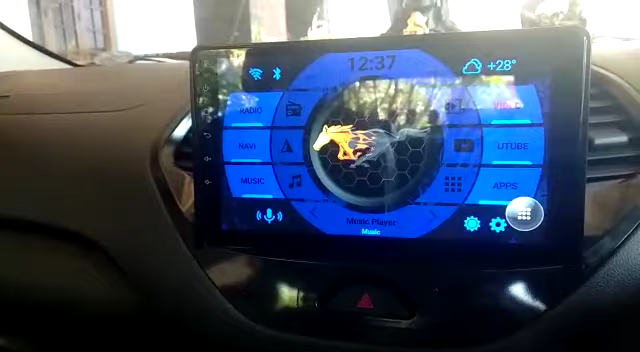 12:37
+28°
RADIO
VIDEO
NAVI
UTUBE
MUSIC
APPS
Music Player
Music